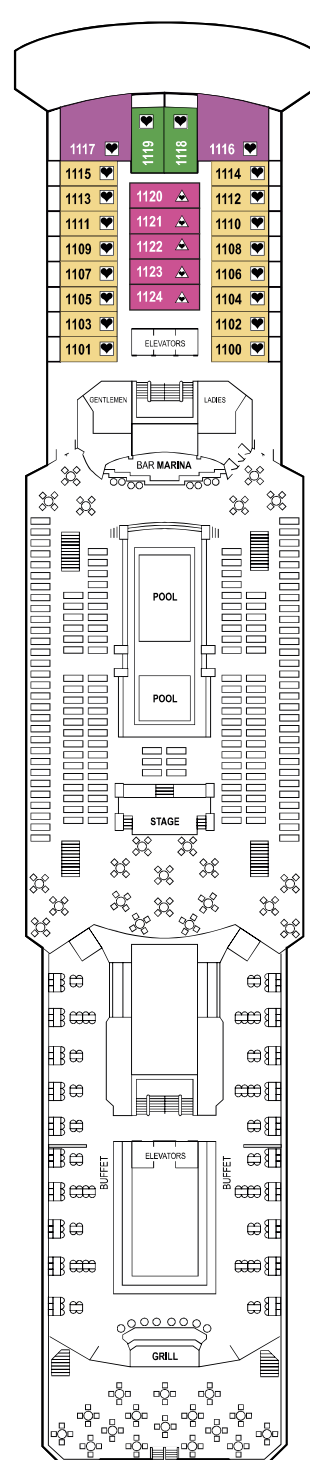 1119 1118
1117 1116
1115 1114
1120
1113 1112
1121
1111 1110
1122
1109 1108
1123
1107 1106
1124
1105 1104
1103 1102
ELEVATORS
1101 1100
GENTLEMEN LADIES
BAR MARINA
POOL
POOL
STAGE
ELEVATORS
BUFFET BUFFET
GRILL